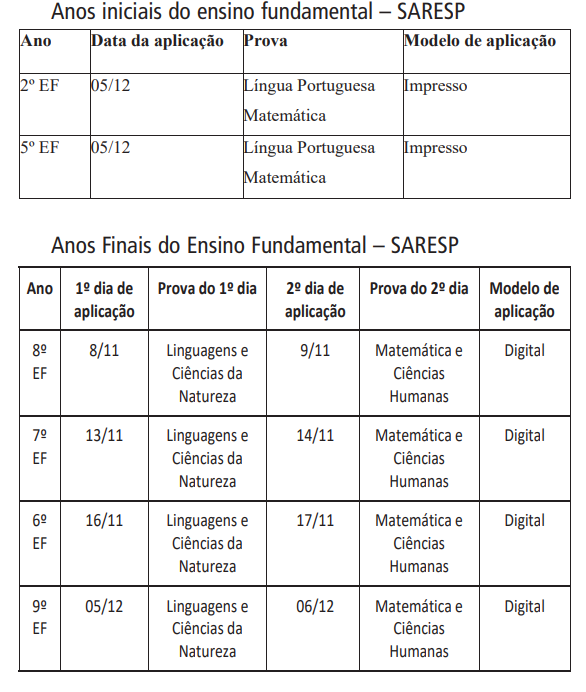 Anos iniciais do ensino fundamental – SARESP
Ano Data da aplicação Prova Modelo de aplicação
2º EF 05/12 Língua Portuguesa Impresso
Matemática
5º EF 05/12 Língua Portuguesa Impresso
Matemática
Anos Finais do Ensino Fundamental – SARESP
Ano 1º dia de Prova do 1º dia 2º dia de Prova do 2º dia Modelo de
aplicação aplicação aplicação
8º 8/11 Linguagens e 9/11 Matemática e Digital
EF Ciências da Ciências
Natureza Humanas
7º 13/11 Linguagens e 14/11 Matemática e Digital
EF Ciências da Ciências
Natureza Humanas
6º 16/11 Linguagens e 17/11 Matemática e Digital
EF Ciências da Ciências
Natureza Humanas
9º 05/12 Linguagens e 06/12 Matemática e Digital
EF Ciências da Ciências
Natureza Humanas